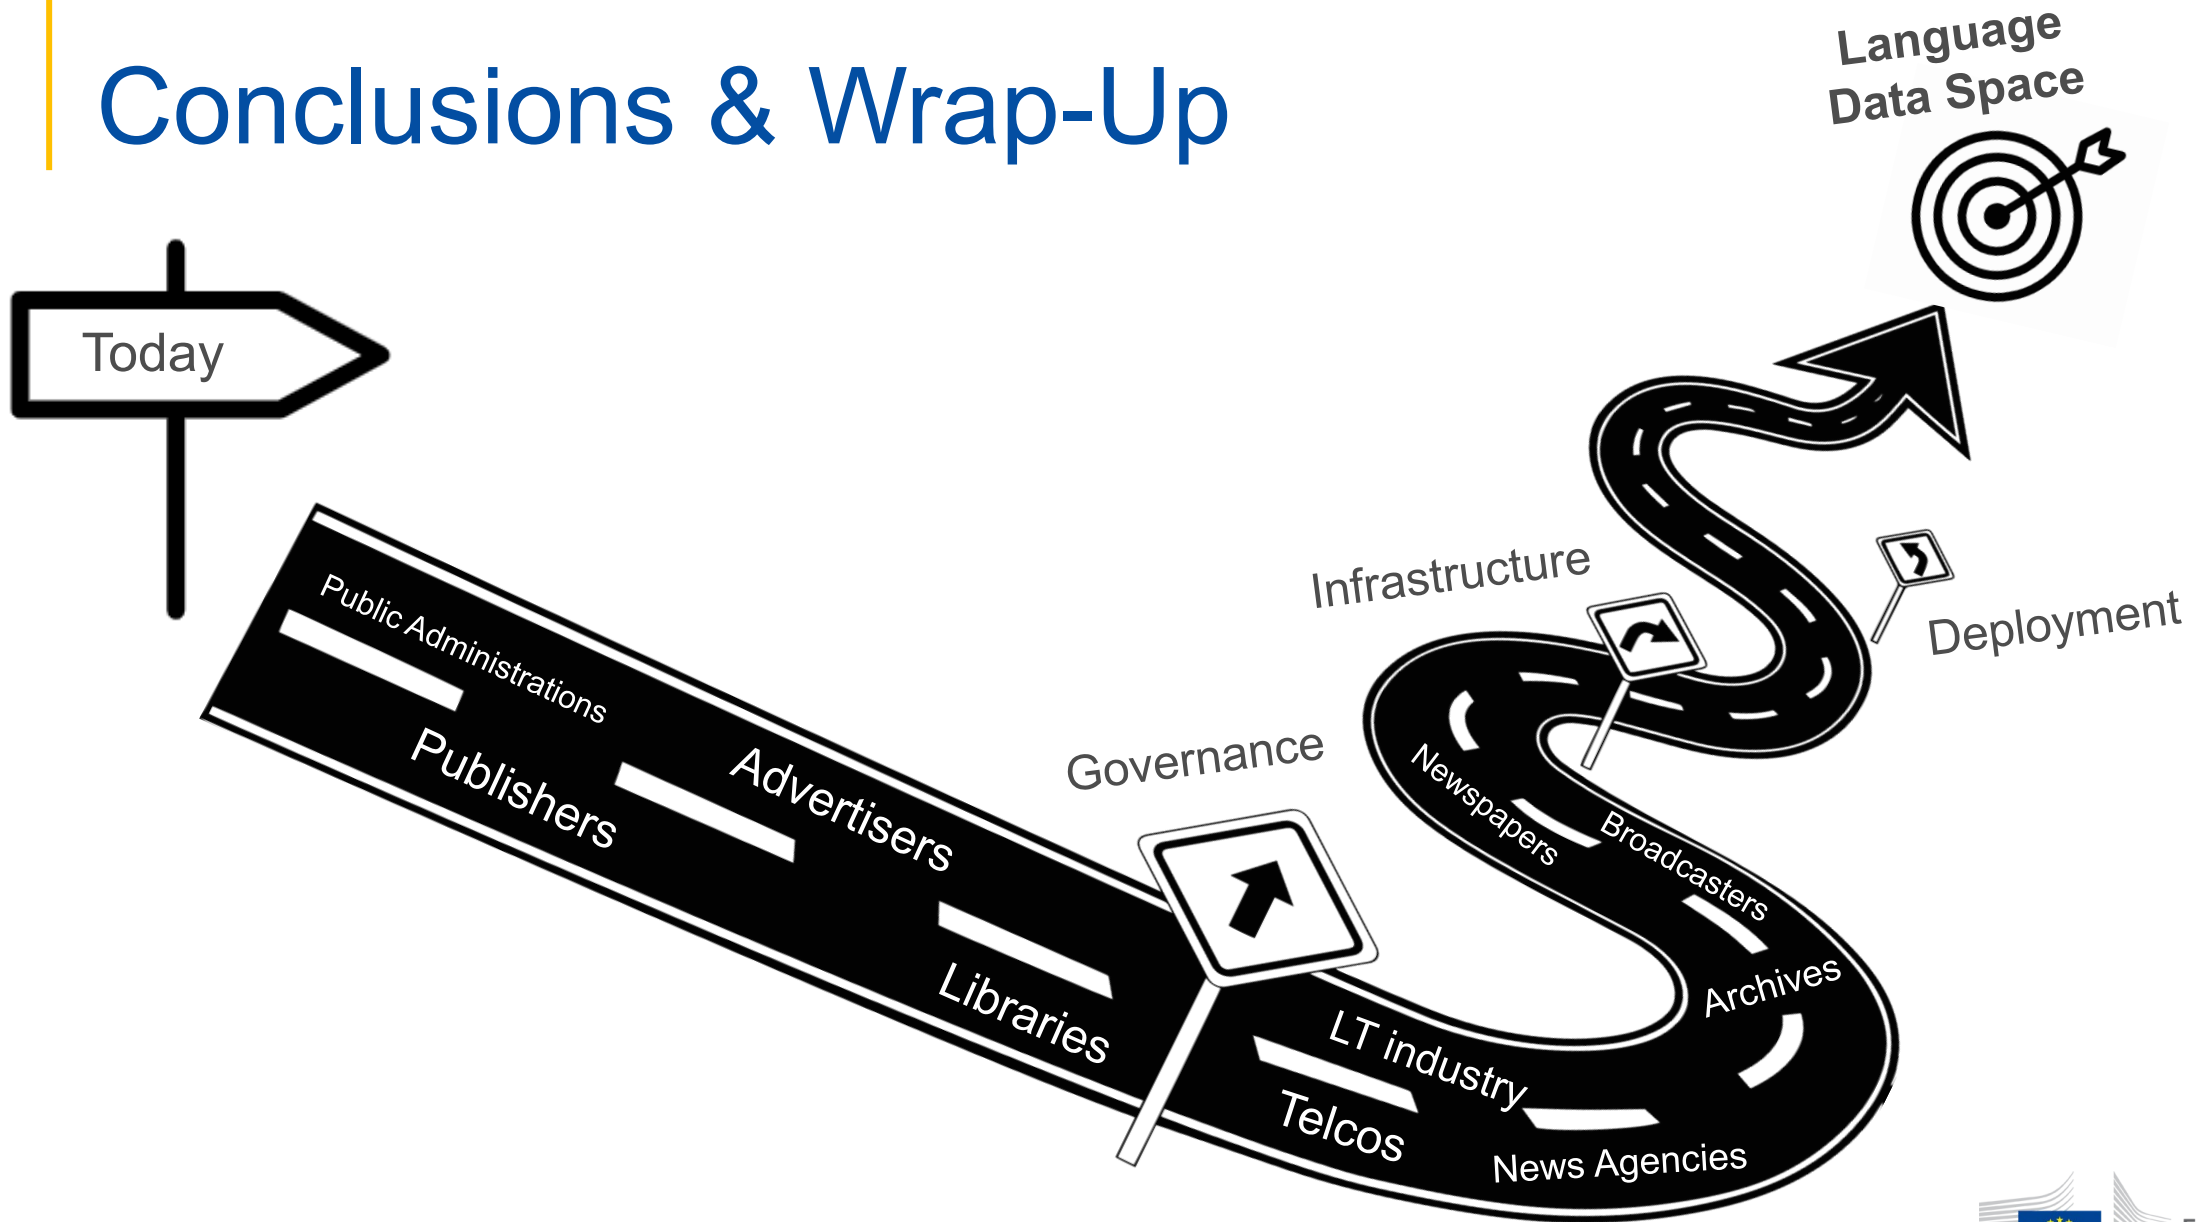 Conclusions & Wrap-Up
Language
Data Space
Today
Public Administrations
Publishers
Advertisers
Libraries
Governance
LT industry
Telcos
News Agencies
Archives
Broadcasters
Newspapers
Infrastructure
Deployment